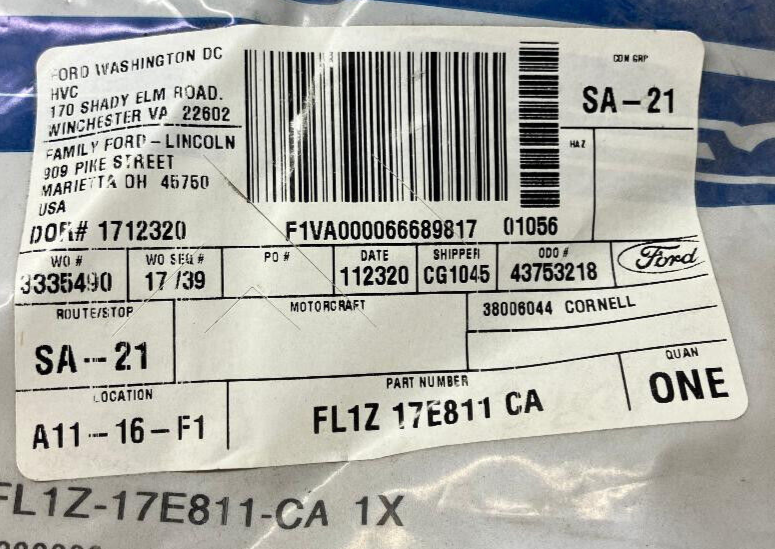 FORD WASHINGTON DC
HVC
170 SHADY ELM ROAD.
WINCHESTER VA 22602
FAMILY FORD - LINCOLN
909 PIKE STREET
MARIETTA OH 45750
USA
DOR# 1712320
F1VA000066689817 01056
CDM GRP
SA-21
HAZ
WO #
3335490
WO SEQ #
17 /39
PO #
DATE
112320
SHIPPER
CG1045
ODO #
43753218
Ford
ROUTE/STOP
SA--21
MOTORCRAFT
38006044 CORNELL
LOCATION
A11--16-F1
PART NUMBER
FL1Z 17E811 CA
QUAN
ONE
FL1Z-17E811-CA 1X